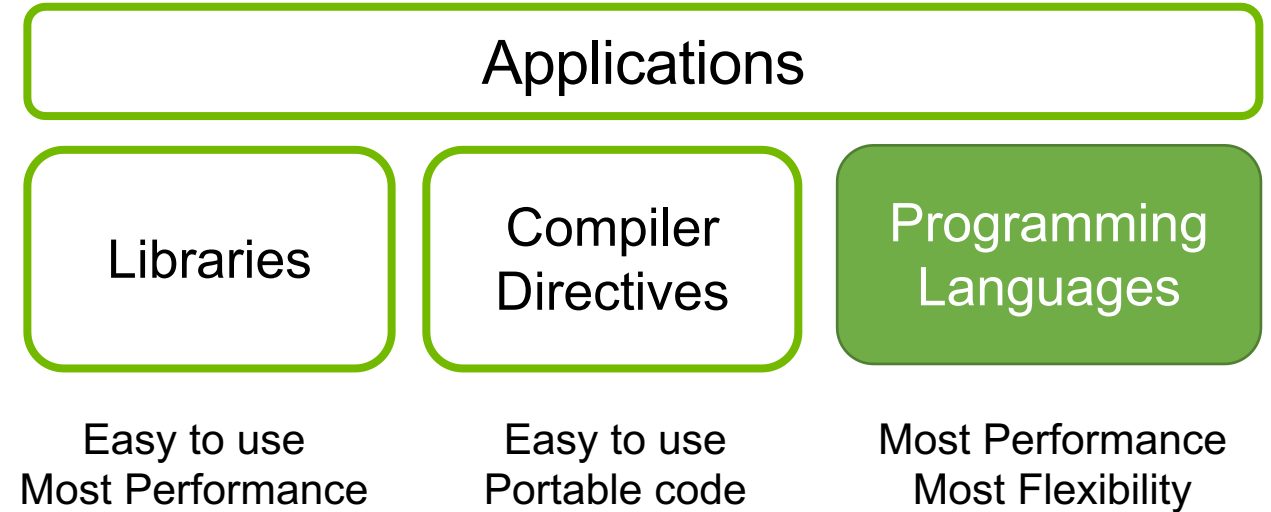 Applications
Libraries
Compiler
Directives
Programming
Languages
Easy to use
Most Performance
Easy to use
Portable code
Most Performance
Most Flexibility